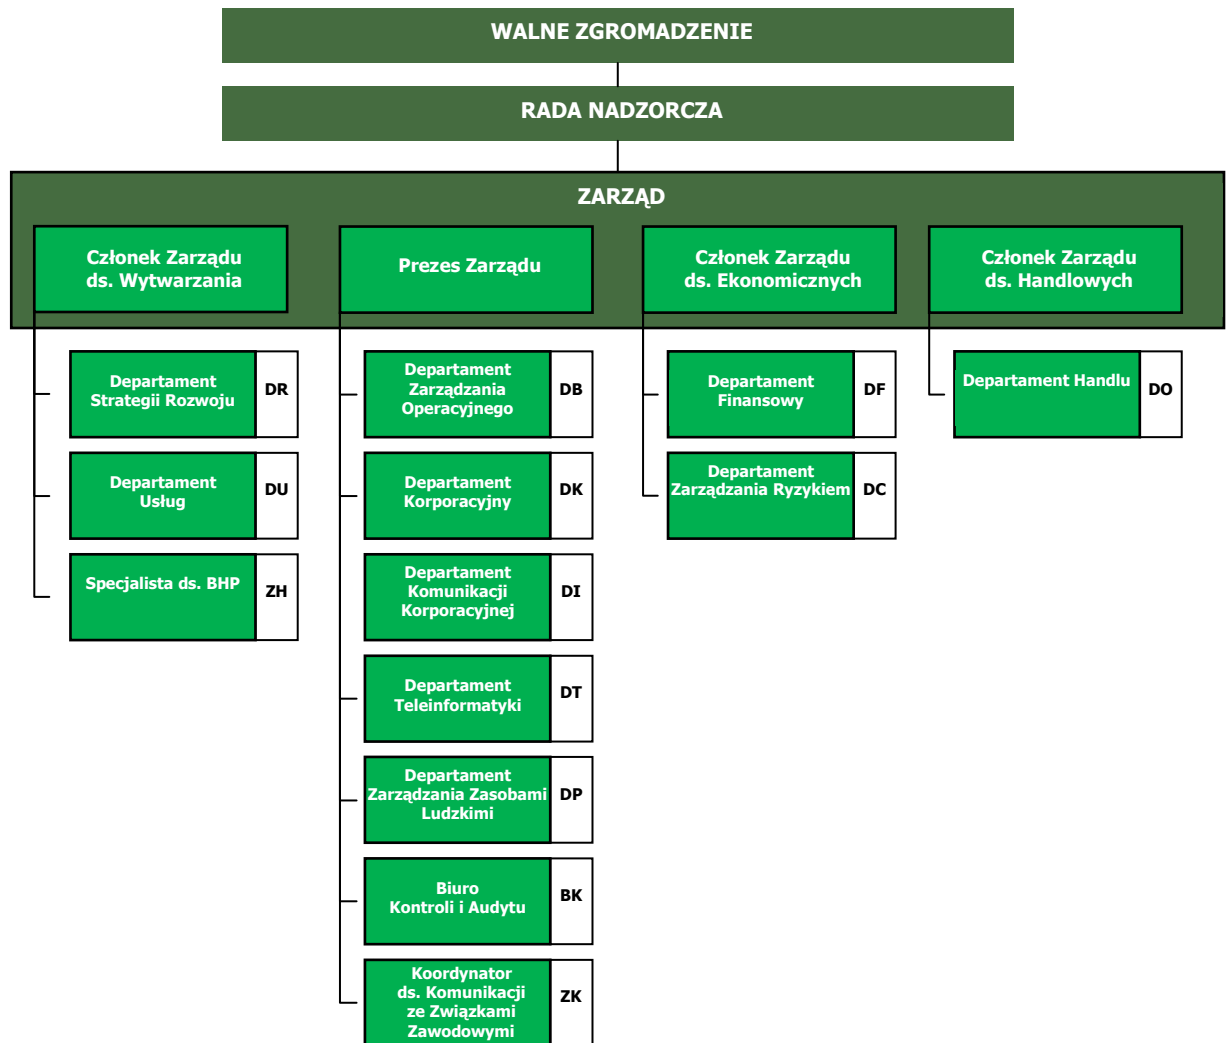 WALNE ZGROMADZENIE
RADA NADZORCZA
ZARZĄD
Członek Zarządu
ds. Wytwarzania
Prezes Zarządu
Członek Zarządu
ds. Ekonomicznych
Członek Zarządu
ds. Handlowych
Departament
Strategii Rozwoju
DR
Departament
Usług
DU
Specjalista ds. BHP
ZH
Departament
Zarządzania
Operacyjnego
DB
Departament
Korporacyjny
DK
Departament
Komunikacji
Korporacyjnej
DI
Departament
Teleinformatyki
DT
Departament
Zarządzania Zasobami
Ludzkimi
DP
Biuro
Kontroli i Audytu
BK
Koordynator
ds. Komunikacji
ze Związkami
Zawodowymi
ZK
Departament
Finansowy
DF
Departament
Zarządzania Ryzykiem
DC
Departament Handlu
DO